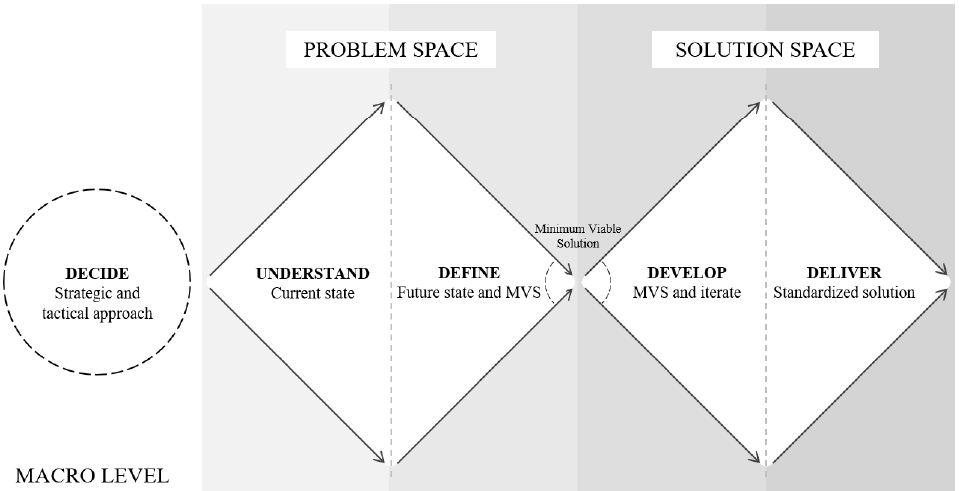 PROBLEM SPACE
SOLUTION SPACE
Minimum Viable
Solution
DECIDE
Strategic and
tactical approach
UNDERSTAND
Current state
DEFINE
Future state and MVS
DEVELOP
MVS and iterate
DELIVER
Standardized solution
MACRO LEVEL